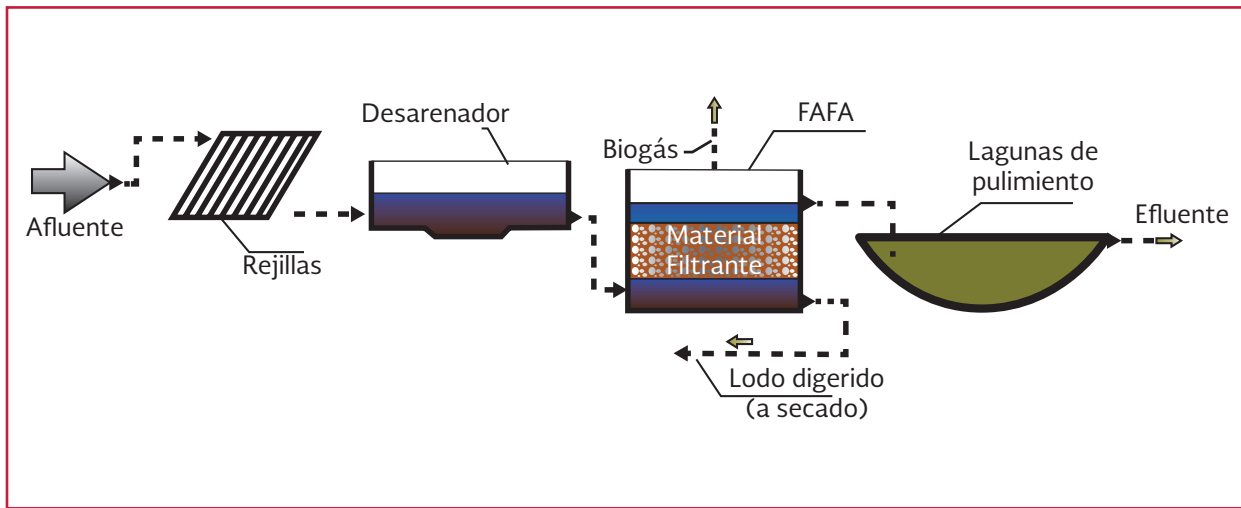 Afluente
Rejillas
Desarenador
Biogás
FAFA
Material
Filtrante
Lodo digerido
(a secado)
Lagunas de
pulimiento
Efluente